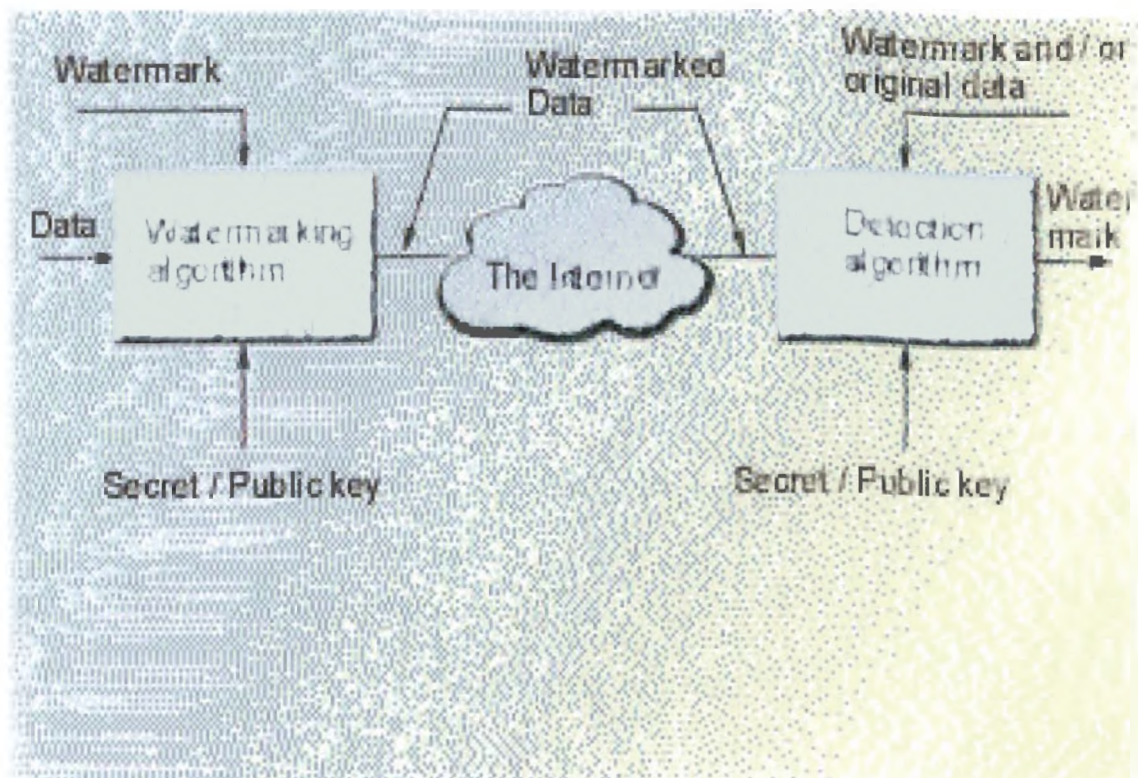 Watermark
Watermarked
Data
Watermark and / or
original data
Data
Watermarking
algorithm
The Internet
Detection
algorithm
Water
mark
Secret / Public key
Secret / Public key